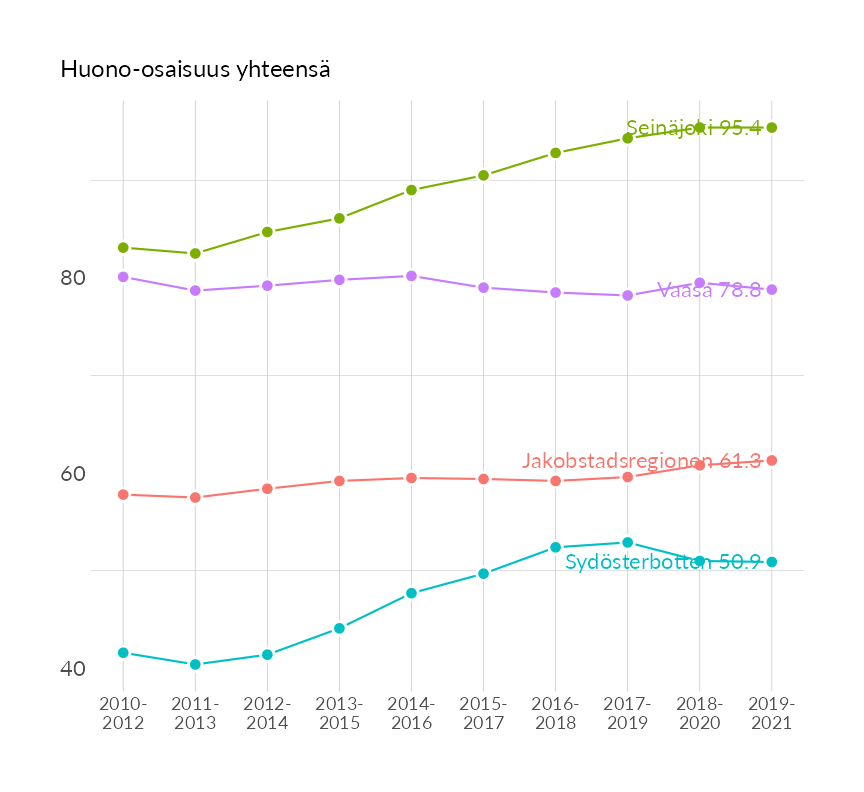 Huono-osaisuus yhteensä
Seinäjoki 95.4
80
Vaasa 78.8
60
Jakobstadsregionen 61.3
Sydösterbotten 50.9
40
2010- 2011- 2012- 2013- 2014- 2015- 2016- 2017- 2018- 2019-
2012 2013 2014 2015 2016 2017 2018 2019 2020 2021